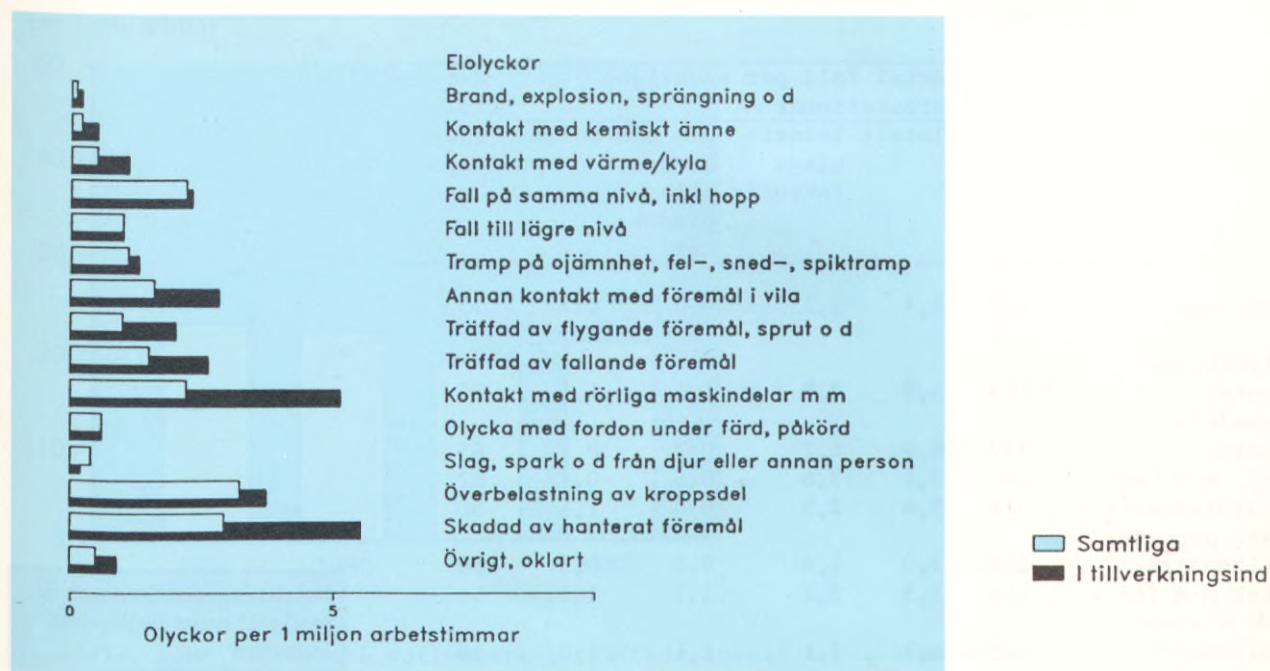 Elolyckor
Brand, explosion, sprängning o d
Kontakt med kemiskt ämne
Kontakt med värme/kyla
Fall på samma nivå, inkl hopp
Fall till lägre nivå
Tramp på ojämnhet, fel-, sned-, spiktramp
Annan kontakt med föremål i vila
Träffad av flygande föremål, sprut o d
Träffad av fallande föremål
Kontakt med rörliga maskindelar m m
Olycka med fordon under färd, påkörd
Slag, spark o d från djur eller annan person
Överbelastning av kroppsdel
Skadad av hanterat föremål
Övrigt, oklart
0 5
Olyckor per 1 miljon arbetstimmar
Samtliga
I tillverkningsind